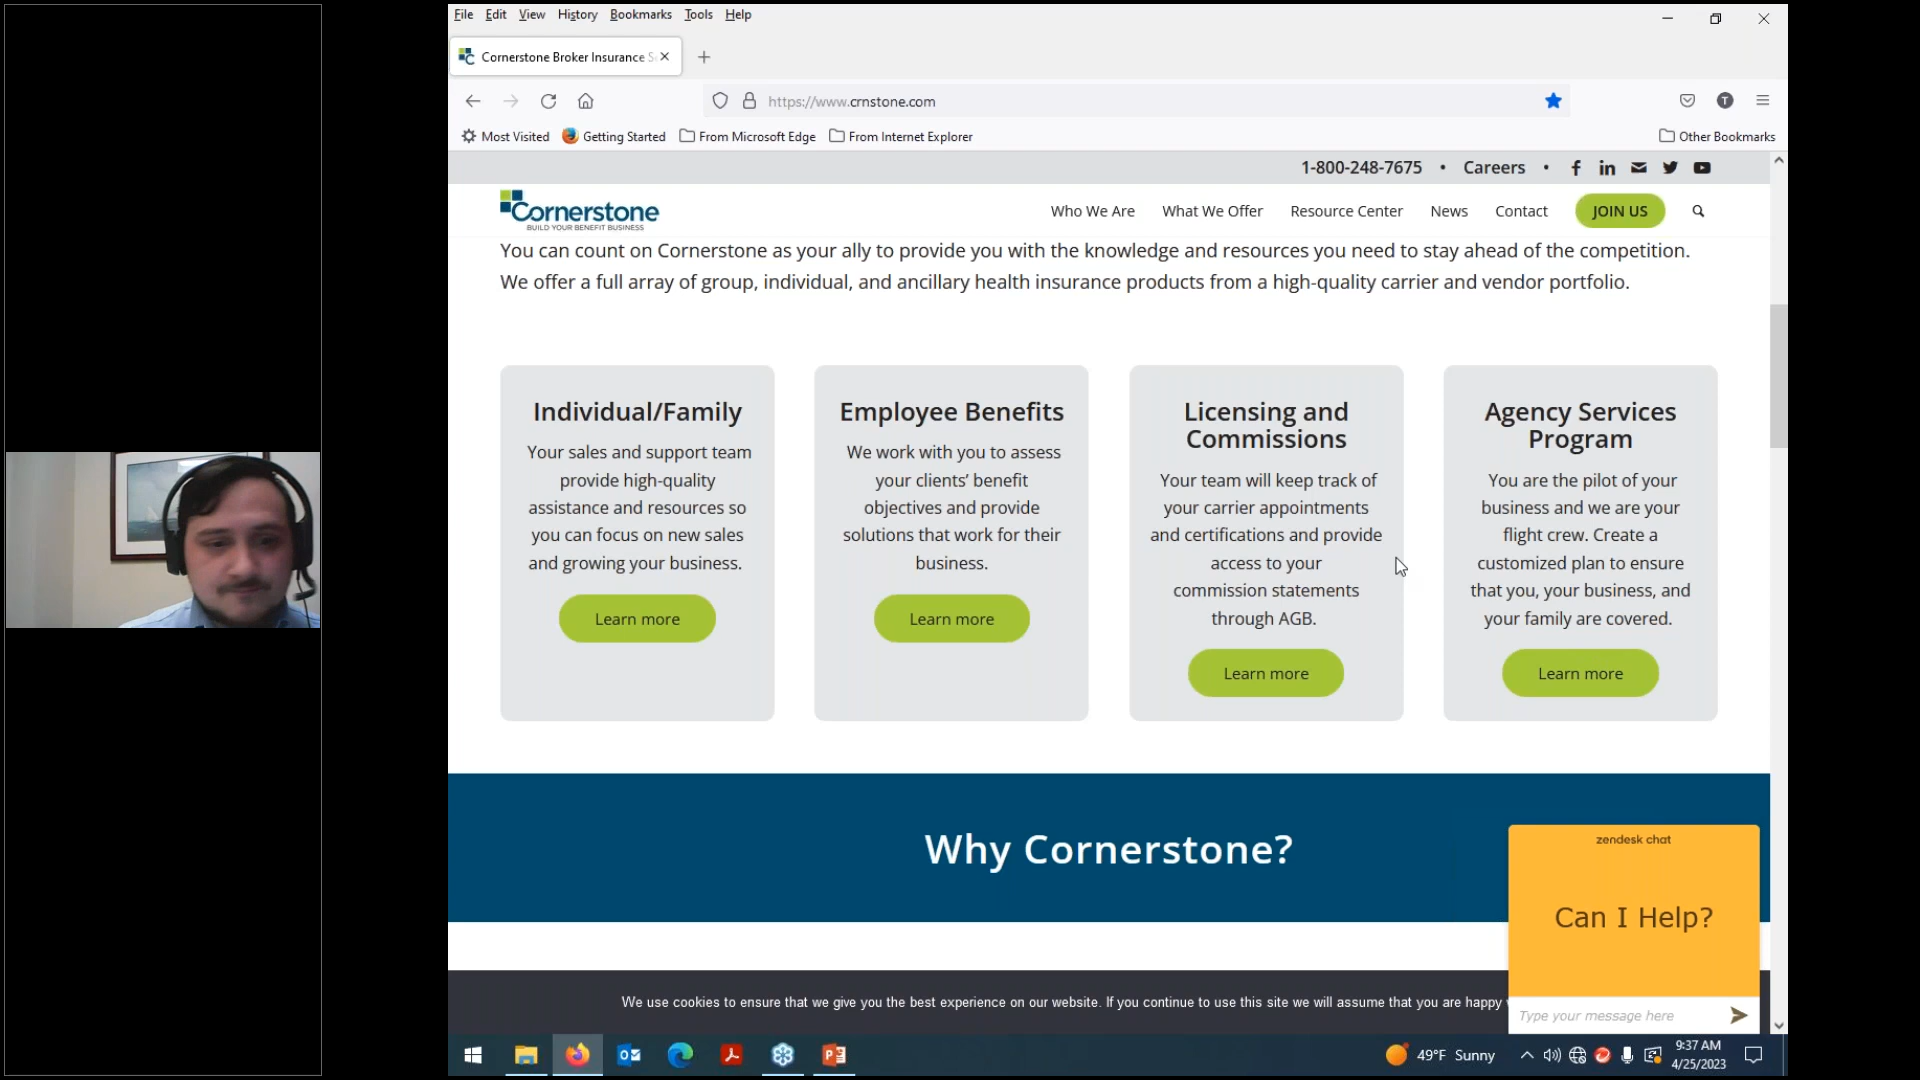 File Edit View History Bookmarks Tools Help
Cornerstone Broker Insurance S
https://www.crnstone.com
Most Visited Getting Started From Microsoft Edge From Internet Explorer Other Bookmarks
1-800-248-7675 • Careers •
Cornerstone
BUILD YOUR BENEFIT BUSINESS
Who We Are What We Offer Resource Center News Contact JOIN US
You can count on Cornerstone as your ally to provide you with the knowledge and resources you need to stay ahead of the competition.
We offer a full array of group, individual, and ancillary health insurance products from a high-quality carrier and vendor portfolio.
Individual/Family
Your sales and support team
provide high-quality
assistance and resources so
you can focus on new sales
and growing your business.
Learn more
Employee Benefits
We work with you to assess
your clients’ benefit
objectives and provide
solutions that work for their
business.
Learn more
Licensing and
Commissions
Your team will keep track of
your carrier appointments
and certifications and provide
access to your
commission statements
through AGB.
Learn more
Agency Services
Program
You are the pilot of your
business and we are your
flight crew. Create a
customized plan to ensure
that you, your business, and
your family are covered.
Learn more
Why Cornerstone?
zendesk chat
Can I Help?
Type your message here
We use cookies to ensure that we give you the best experience on our website. If you continue to use this site we will assume that you are happy
49°F Sunny
9:37 AM
4/25/2023